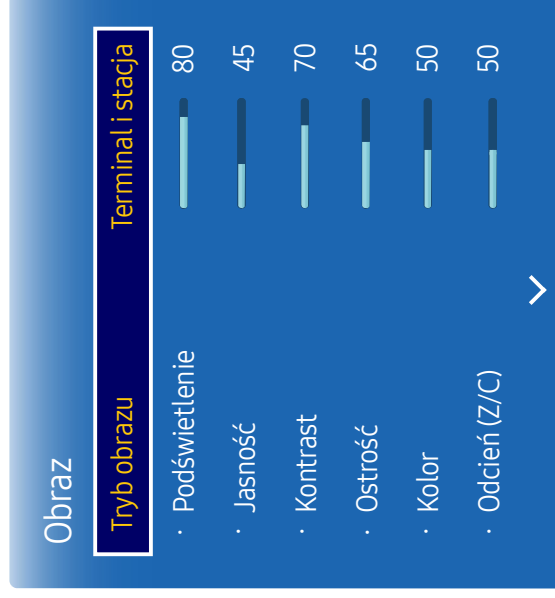 Obraz
Tryb obrazu Terminal i stacja
· Podświetlenie 80
· Jasność 45
· Kontrast 70
· Ostrość 65
· Kolor 50
· Odcień (Z/C) 50